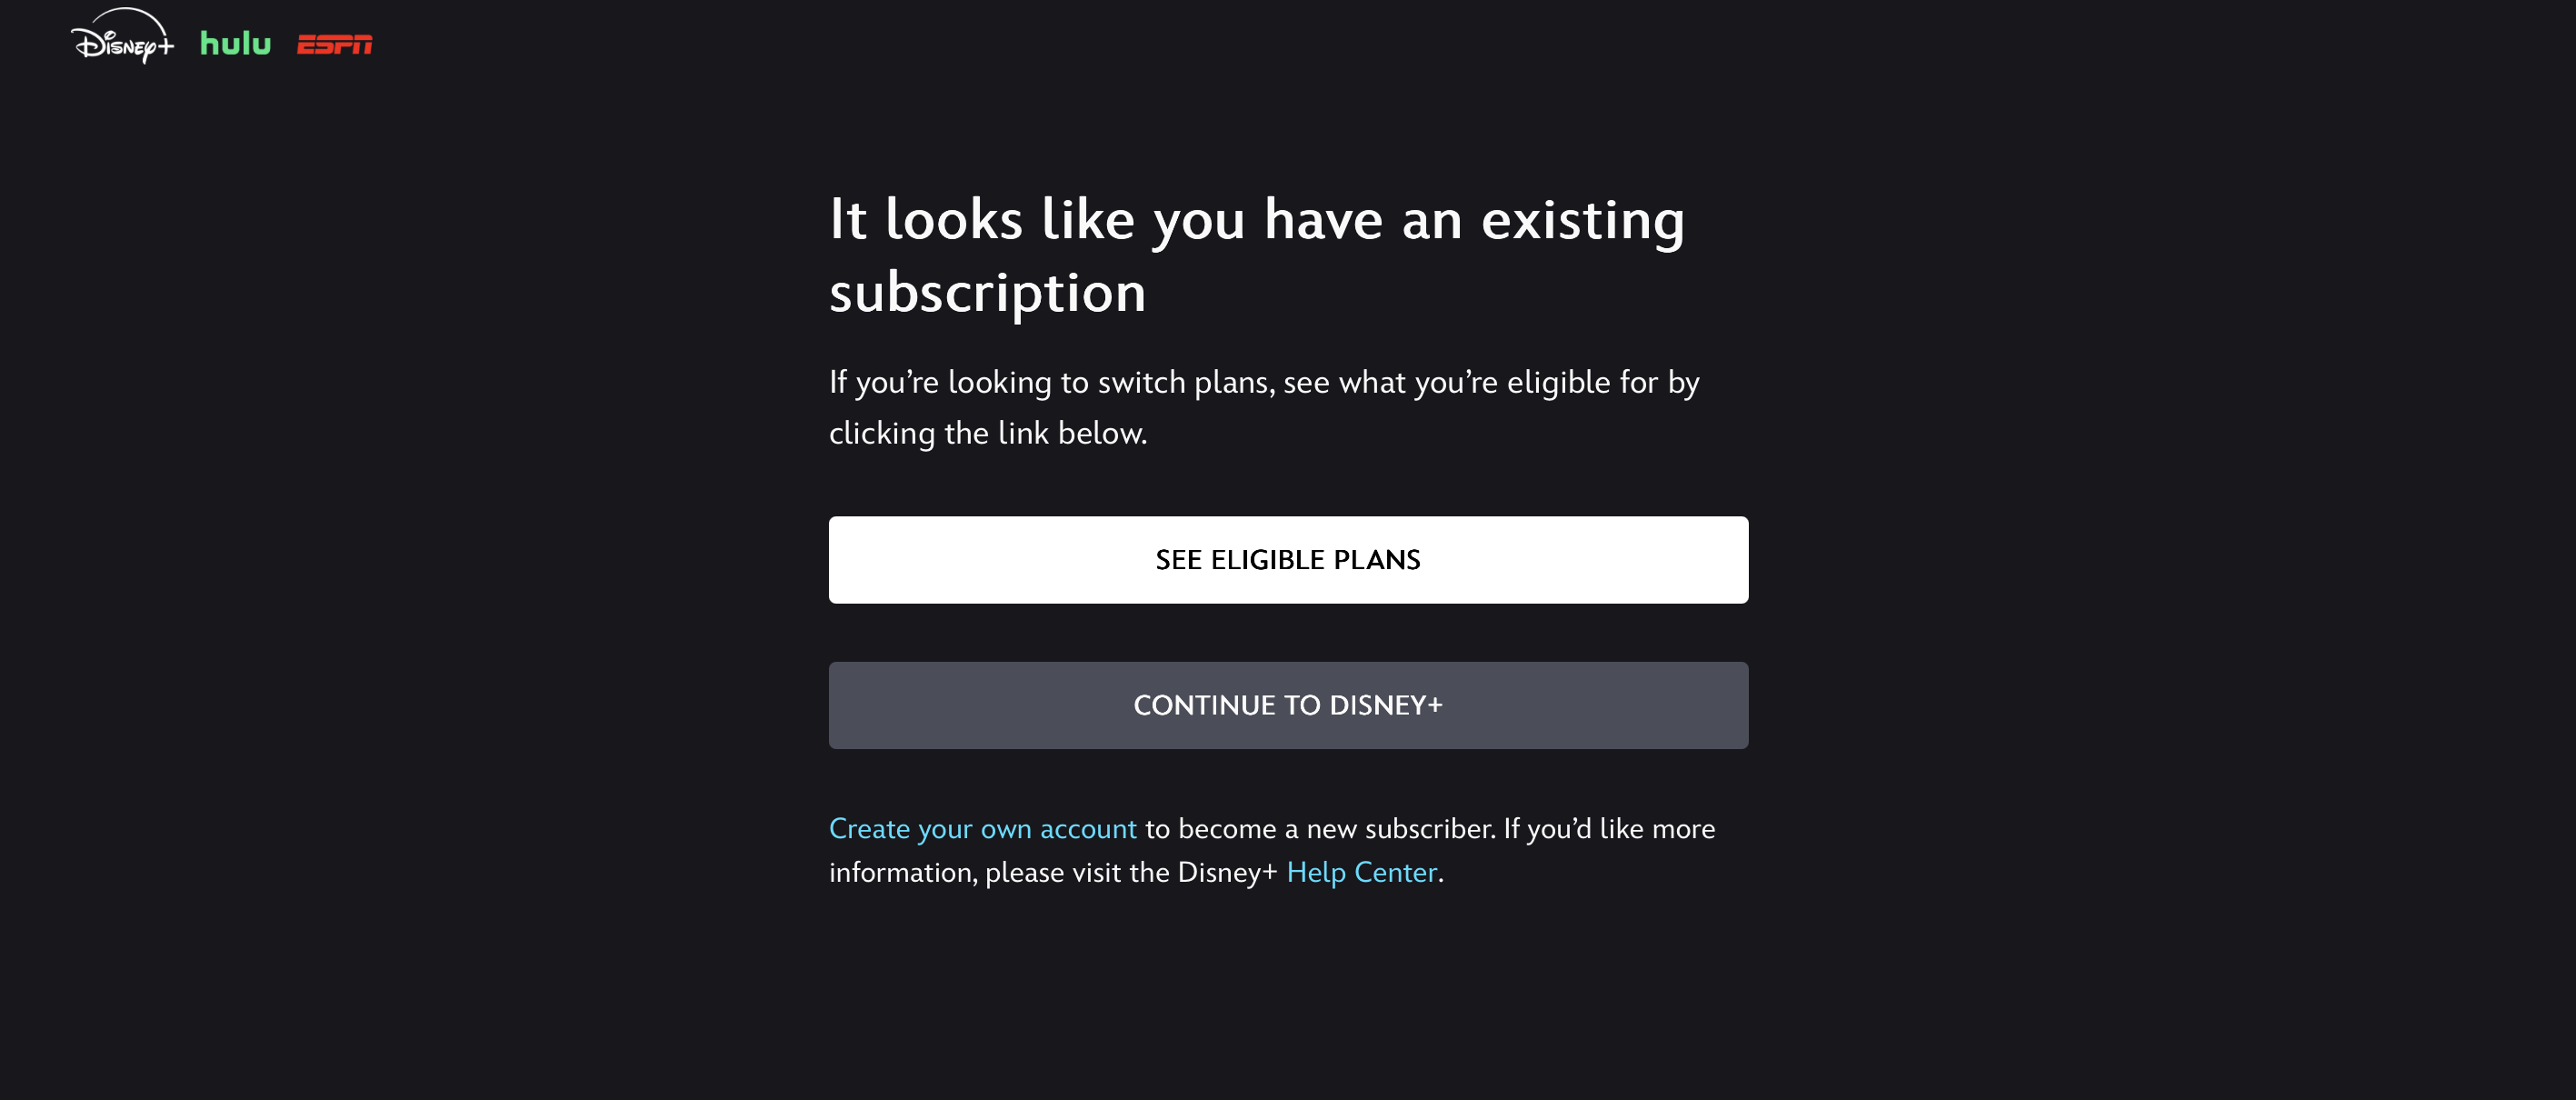 Disney+ hulu ESPN
It looks like you have an existing
subscription
If you’re looking to switch plans, see what you’re eligible for by
clicking the link below.
SEE ELIGIBLE PLANS
CONTINUE TO DISNEY+
Create your own account to become a new subscriber. If you’d like more
information, please visit the Disney+ Help Center.